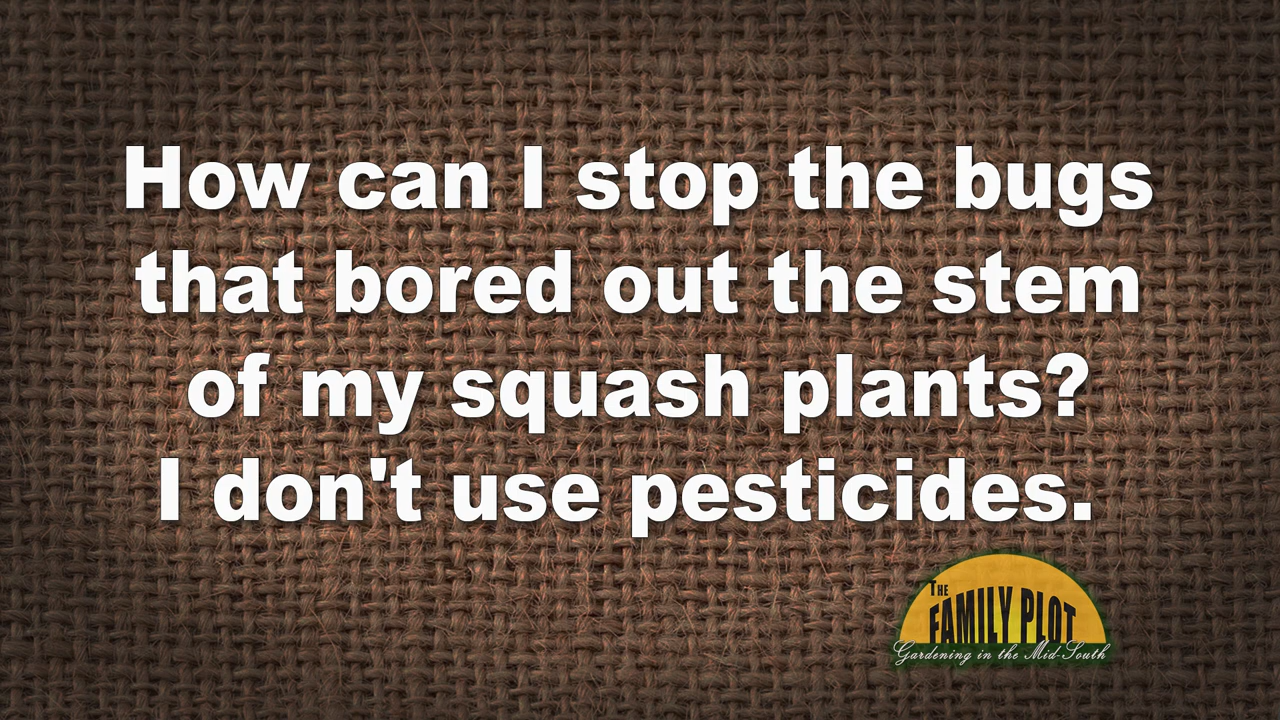 How can I stop the bugs
that bored out the stem
of my squash plants?
I don't use pesticides.
THE
FAMILY PLOT
Gardening in the Mid-South